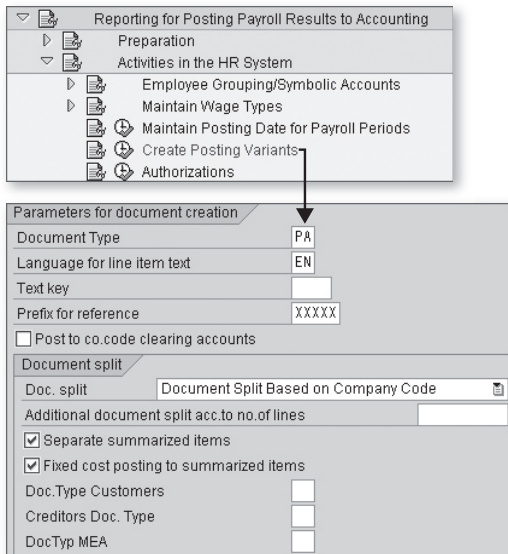 Reporting for Posting Payroll Results to Accounting
Preparation
Activities in the HR System
Employee Grouping/Symbolic Accounts
Maintain Wage Types
Maintain Posting Date for Payroll Periods
Create Posting Variants
Authorizations
Parameters for document creation
Document Type PA
Language for line item text EN
Text key
Prefix for reference XXXXX
Post to co.code clearing accounts
Document split
Doc. split Document Split Based on Company Code
Additional document split acc.to no.of lines
Separate summarized items
Fixed cost posting to summarized items
Doc.Type Customers
Creditors Doc. Type
DocTyp MEA